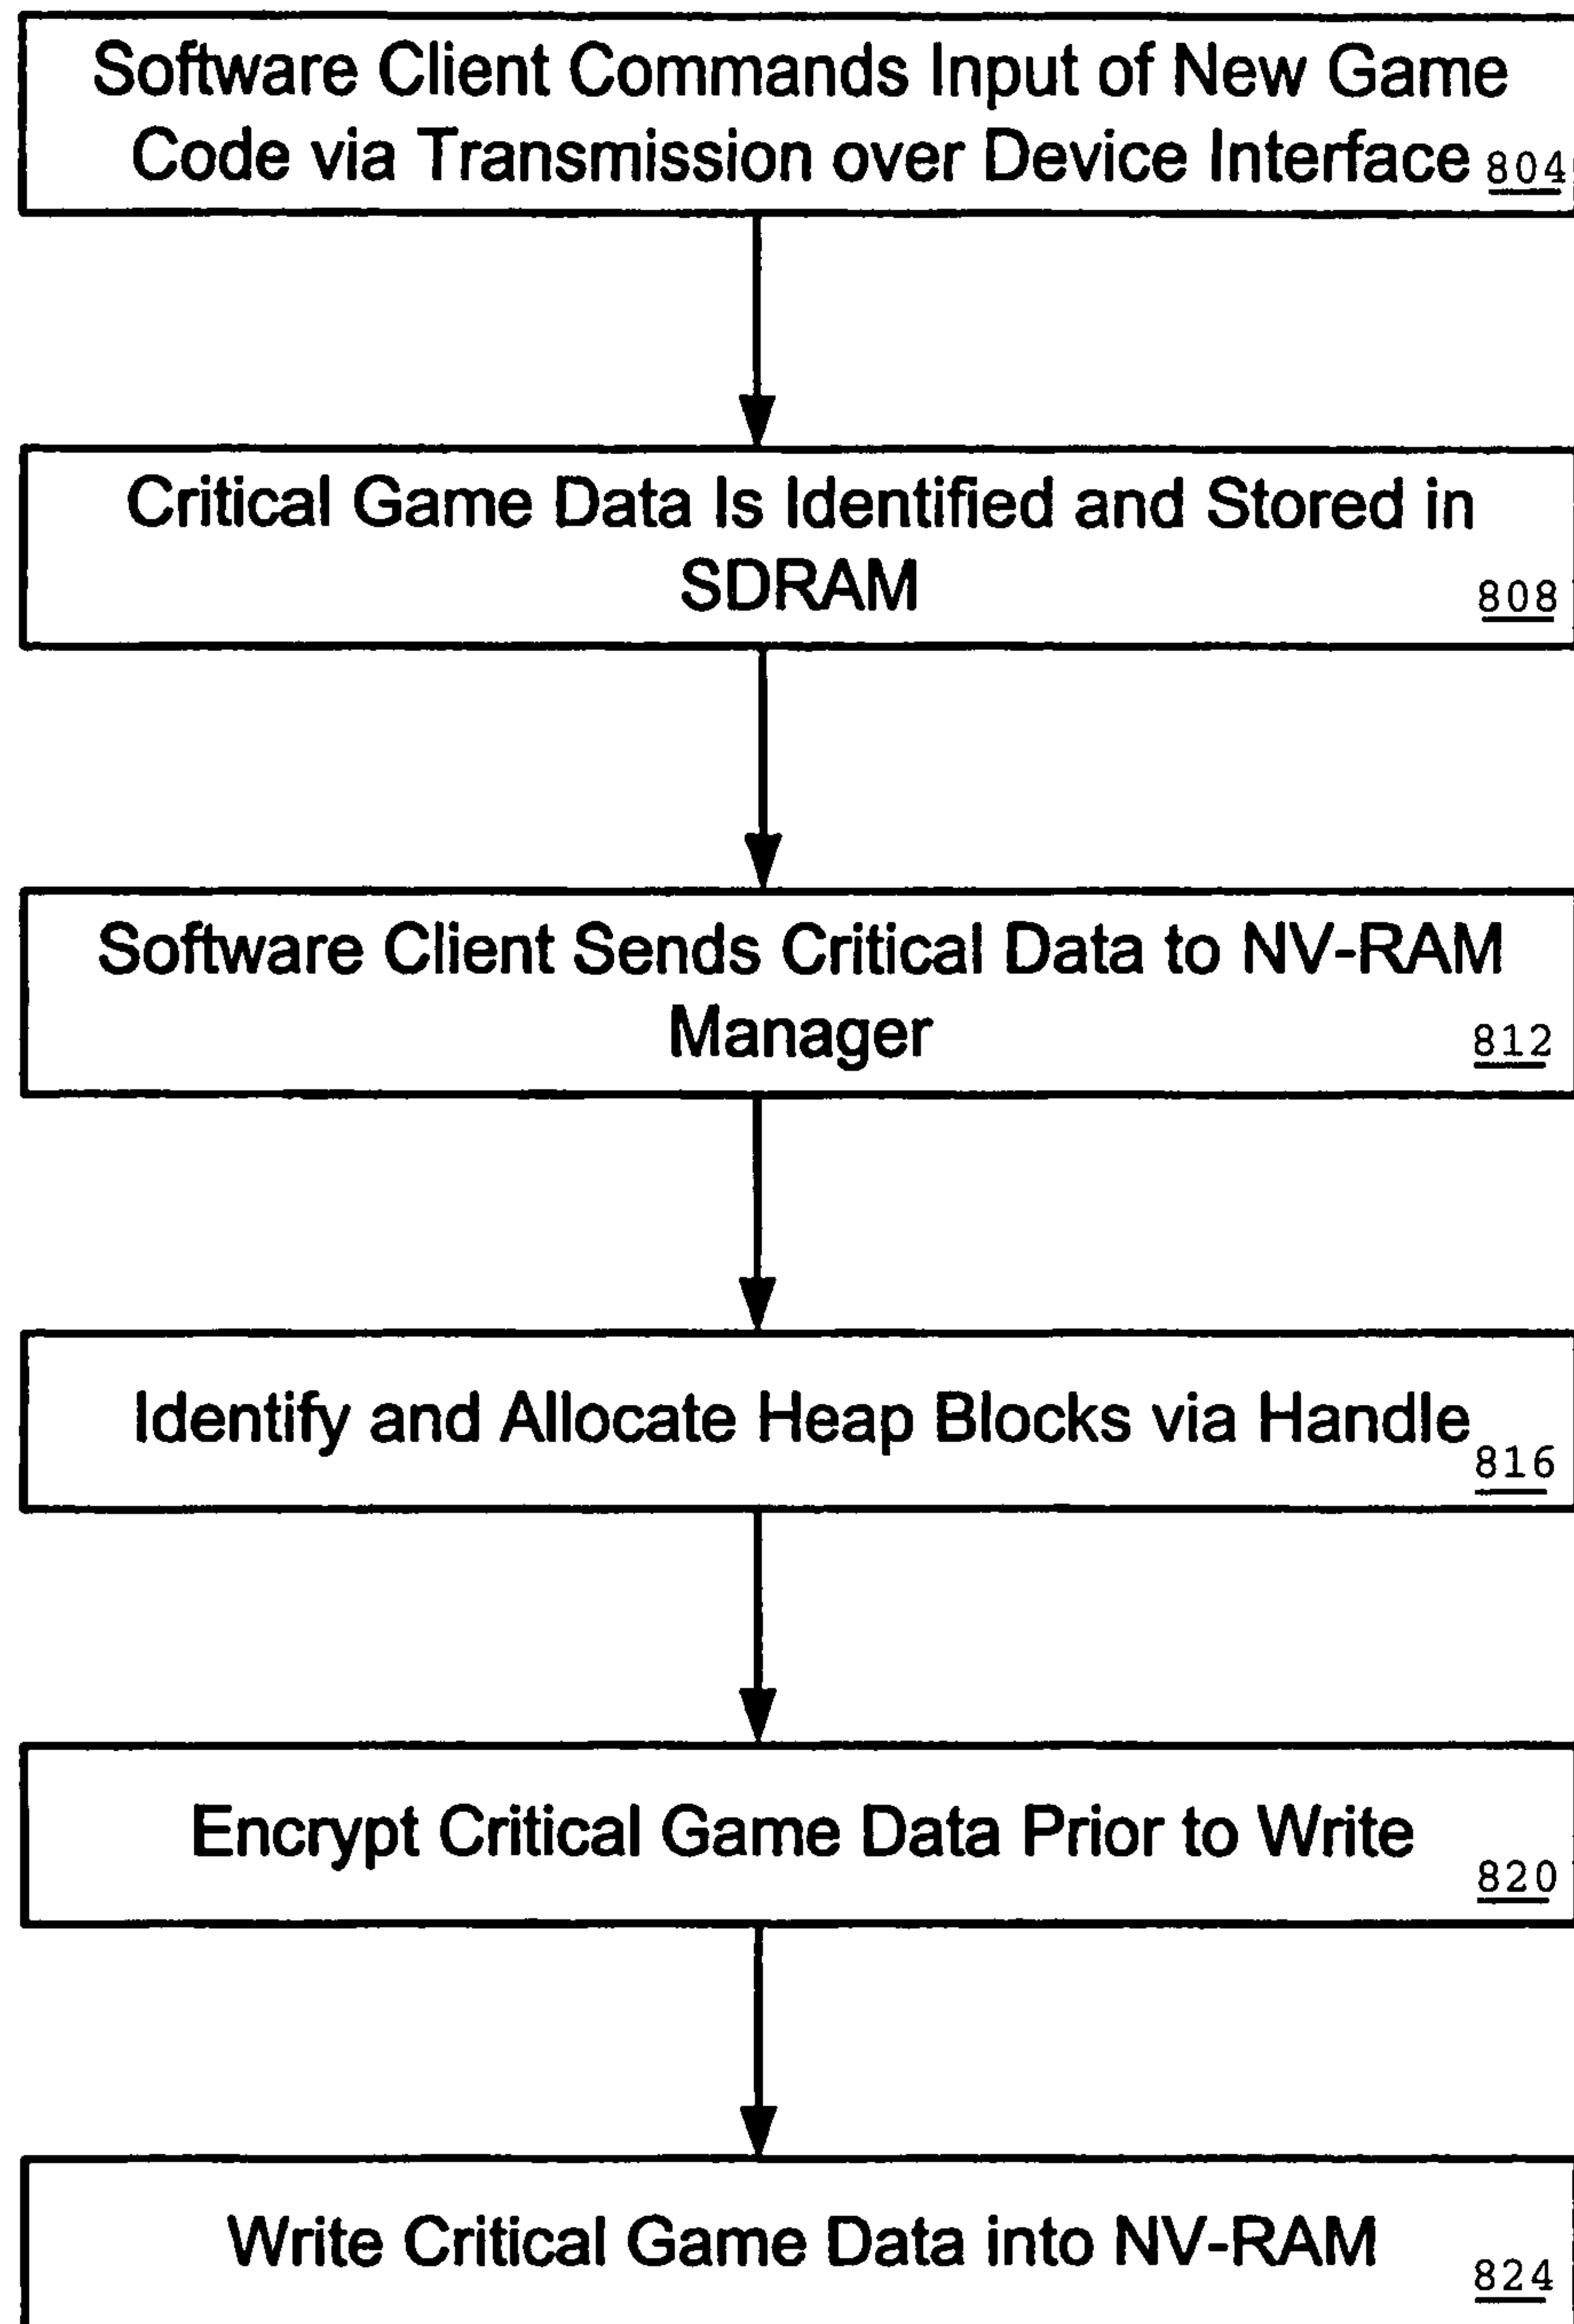 Software Client Commands Input of New Game
Code via Transmission over Device Interface 804
Critical Game Data Is Identified and Stored in
SDRAM 808
Software Client Sends Critical Data to NV-RAM
Manager 812
Identify and Allocate Heap Blocks via Handle
816
Encrypt Critical Game Data Prior to Write
820
Write Critical Game Data into NV-RAM
824